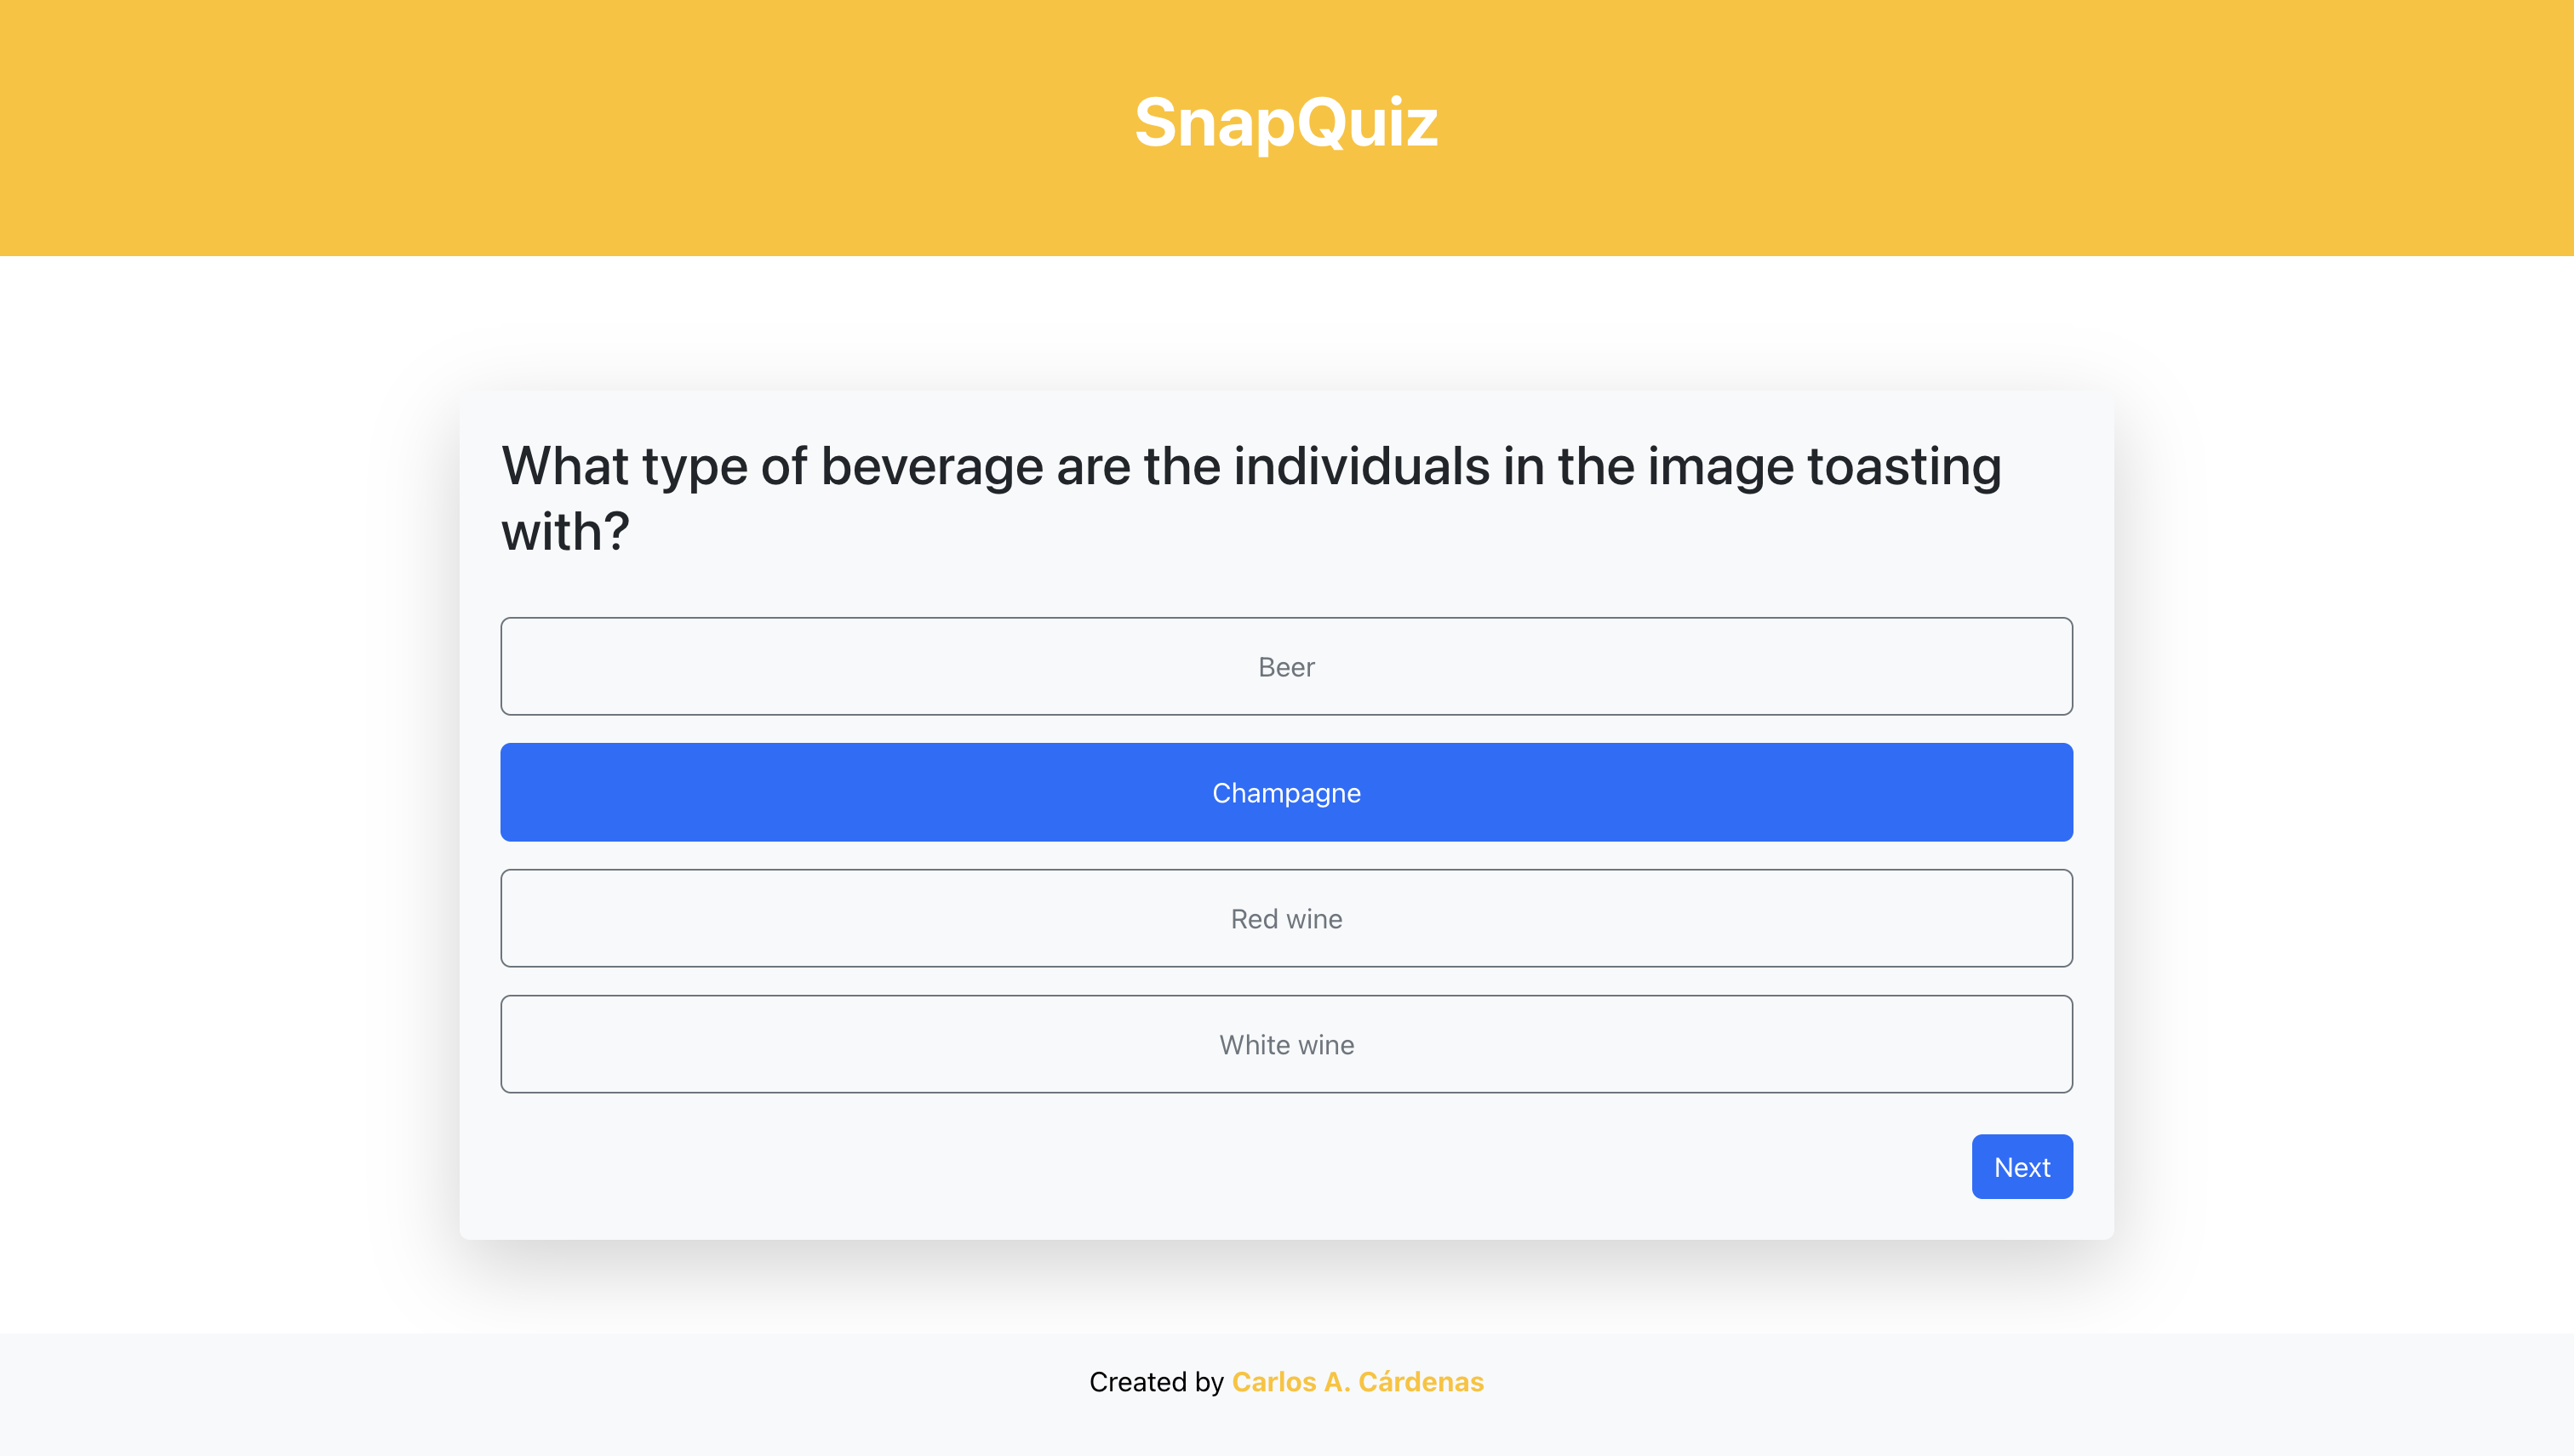 SnapQuiz
What type of beverage are the individuals in the image toasting
with?
Beer
Champagne
Red wine
White wine
Next
Created by Carlos A. Cárdenas